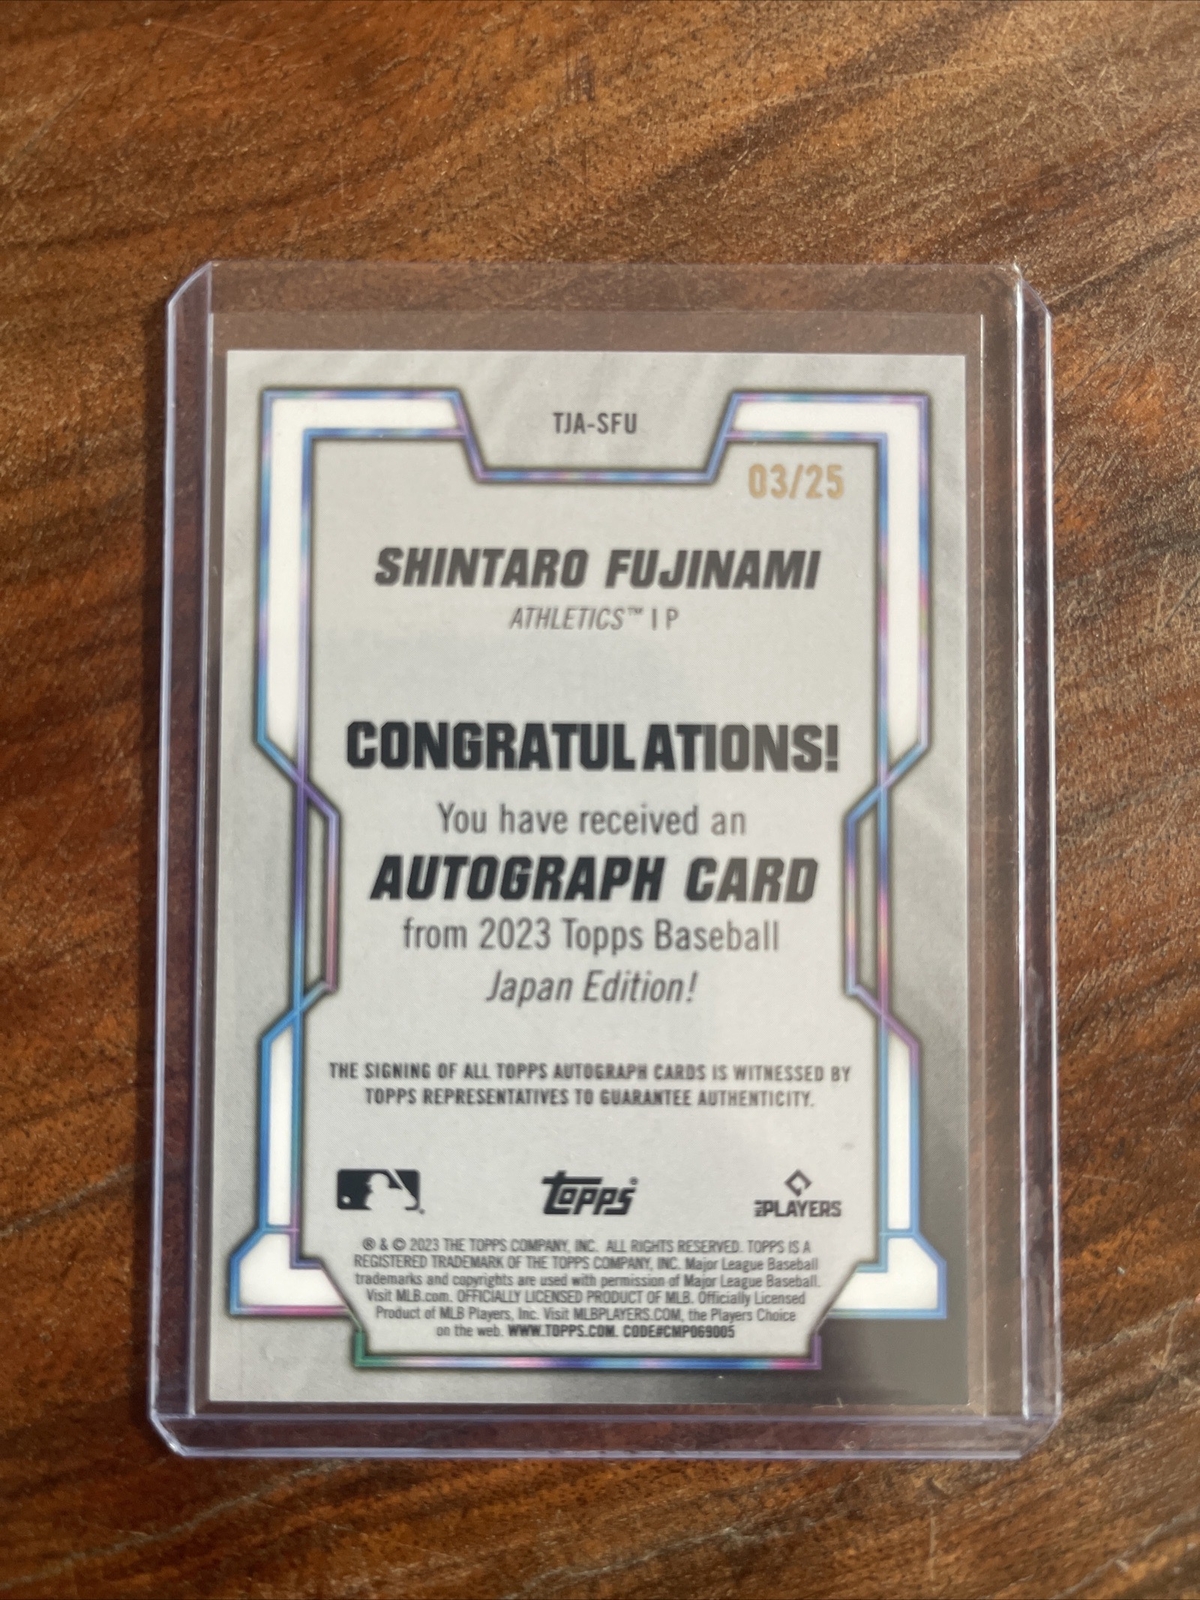 TJA-SFU
03/25
SHINTARO FUJINAMI
ATHLETICS™ | P
CONGRATULATIONS!
You have received an
AUTOGRAPH CARD
from 2023 Topps Baseball
Japan Edition!
THE SIGNING OF ALL TOPPS AUTOGRAPH CARDS IS WITNESSED BY
TOPPS REPRESENTATIVES TO GUARANTEE AUTHENTICITY.
topps®
MLB PLAYERS
® & © 2023 THE TOPPS COMPANY, INC. ALL RIGHTS RESERVED. TOPPS IS A
REGISTERED TRADEMARK OF THE TOPPS COMPANY, INC. Major League Baseball
trademarks and copyrights are used with permission of Major League Baseball.
Visit MLB.com. OFFICIALLY LICENSED PRODUCT OF MLB. Officially Licensed
Product of MLB Players, Inc. Visit MLBPLAYERS.COM, the Players Choice
on the web. WWW.TOPPS.COM. CODE#CMP069005